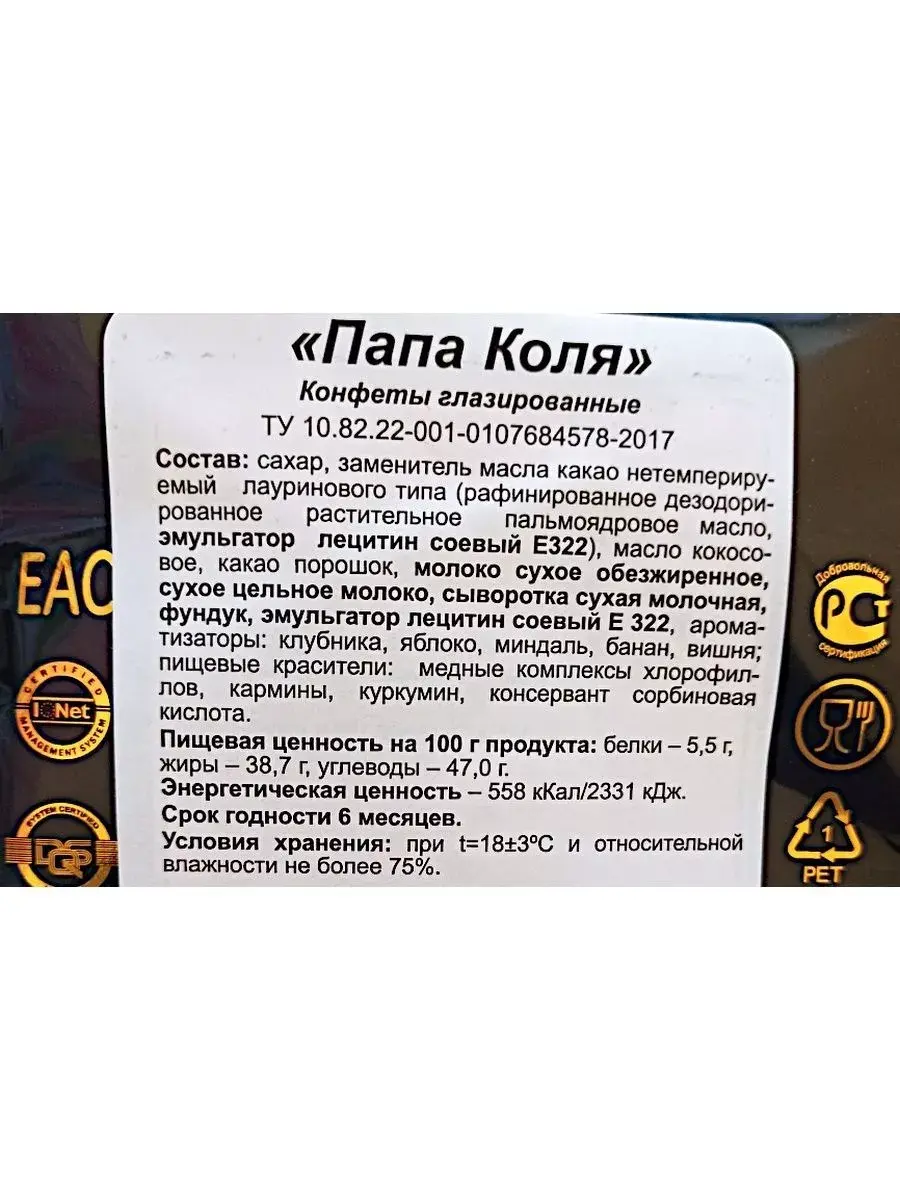 «Папа Коля»
Конфеты глазированные
ТУ 10.82.22-001-0107684578-2017
Состав: сахар, заменитель масла какао нетемпериру-
емый лауринового типа (рафинированное дезодори-
рованное растительное пальмоядровое масло,
эмульгатор лецитин соевый Е322), масло кокосо-
вое, какао порошок, молоко сухое обезжиренное,
сухое цельное молоко, сыворотка сухая молочная,
фундук, эмульгатор лецитин соевый Е 322, арома-
тизаторы: клубника, яблоко, миндаль, банан, вишня;
пищевые красители: медные комплексы хлорофил-
лов, кармины, куркумин, консервант сорбиновая
кислота.
Пищевая ценность на 100 г продукта: белки – 5,5 г,
жиры – 38,7 г, углеводы – 47,0 г.
Энергетическая ценность – 558 кКал/2331 кДж.
Срок годности 6 месяцев.
Условия хранения: при t=18±3ºС и относительной
влажности не более 75%.
ЕАС
CERTIFIED
IQNet
MANAGEMENT SYSTEM
SYSTEM CERTIFIED
DQS
Добровольная
РСТ
сертификация
1
PET